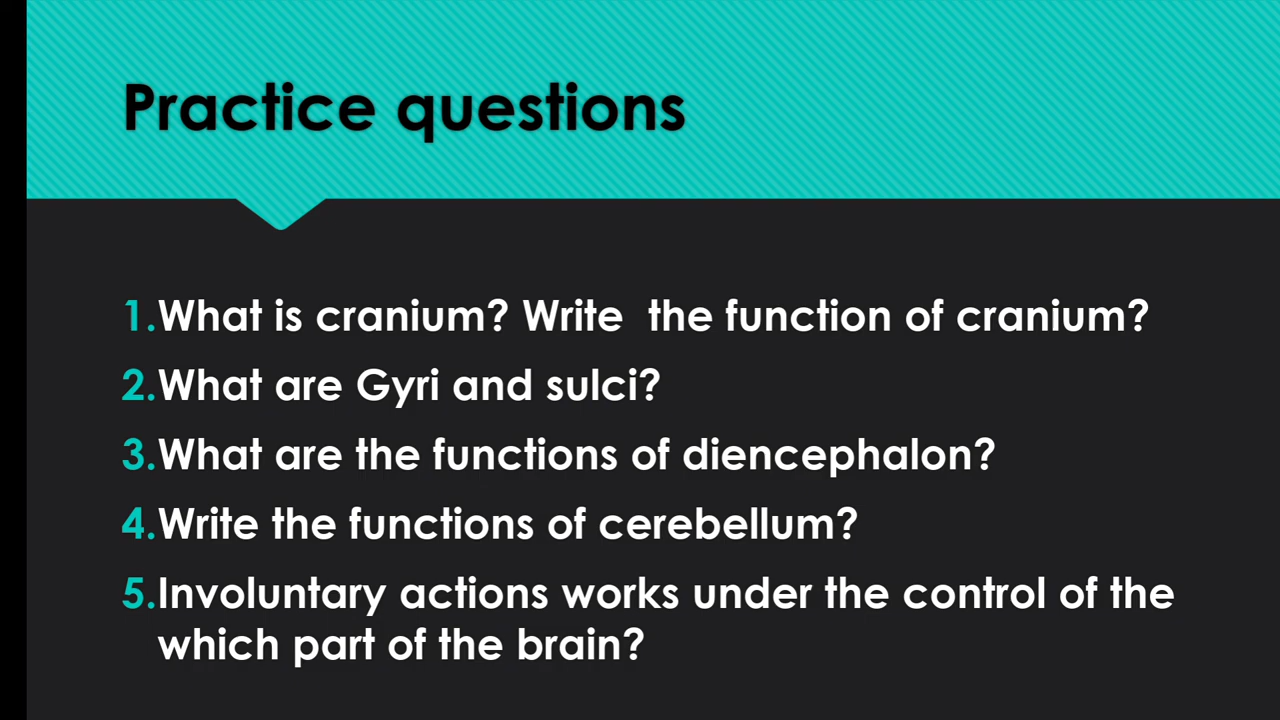 Practice questions
1.What is cranium? Write  the function of cranium?
2.What are Gyri and sulci?
3.What are the functions of diencephalon?
4.Write the functions of cerebellum?
5.Involuntary actions works under the control of the
which part of the brain?